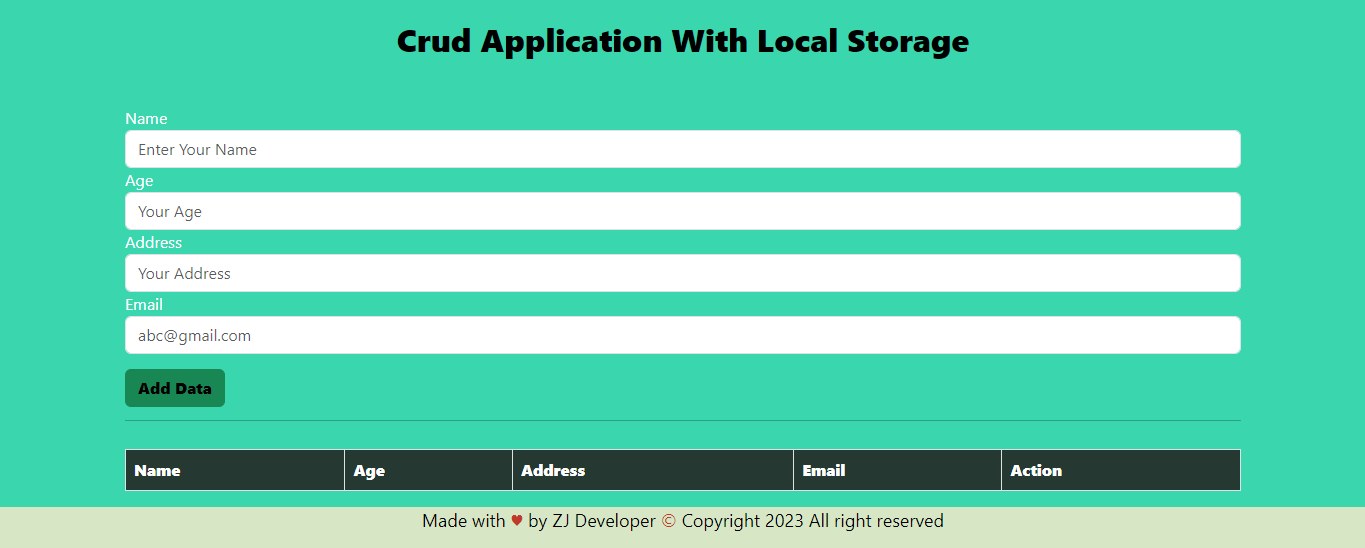 Crud Application With Local Storage
Name
Enter Your Name
Age
Your Age
Address
Your Address
Email
abc@gmail.com
Add Data
Name Age Address Email Action
Made with ♥ by ZJ Developer © Copyright 2023 All right reserved